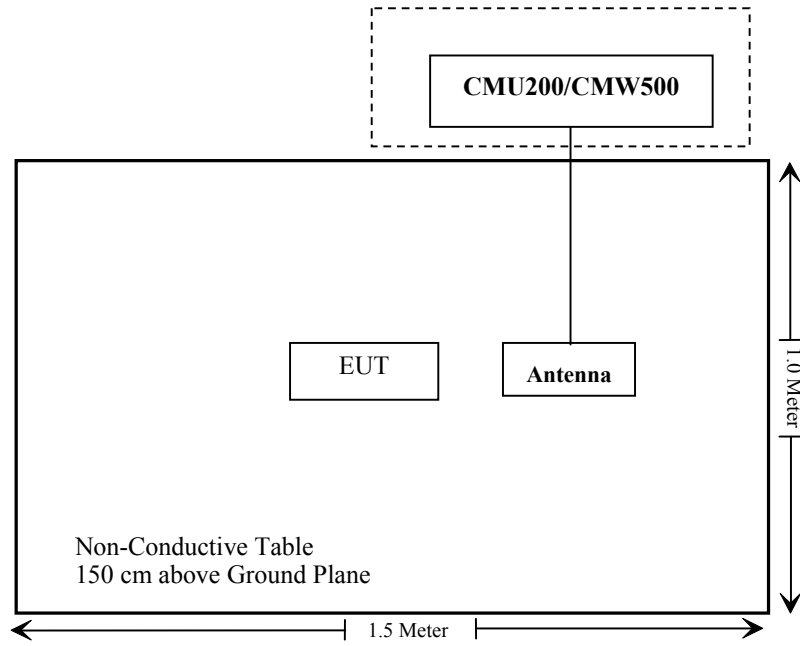 CMU200/CMW500
EUT
Antenna
1.0 Meter
Non-Conductive Table
150 cm above Ground Plane
1.5 Meter